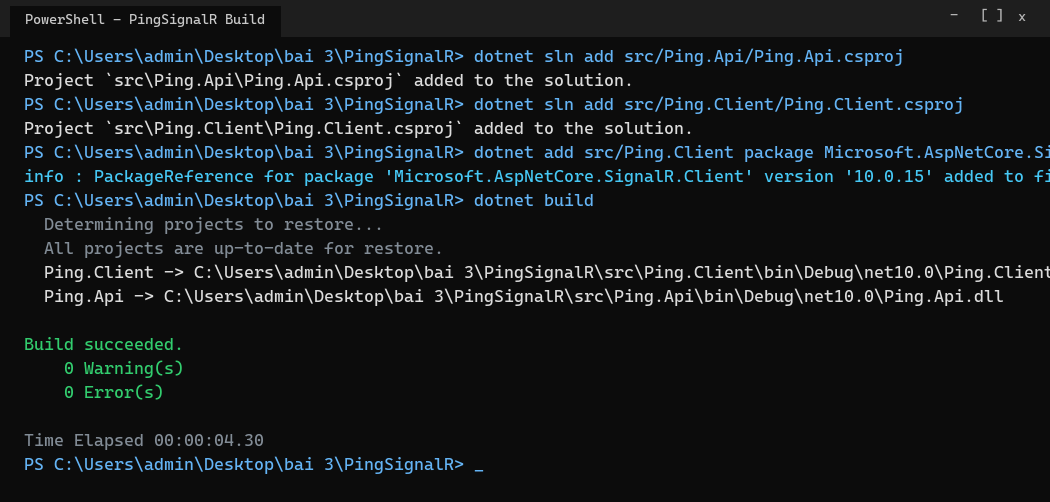 PowerShell - PingSignalR Build
- [ ] x
PS C:\Users\admin\Desktop\bai 3\PingSignalR> dotnet sln add src/Ping.Api/Ping.Api.csproj
Project `src\Ping.Api\Ping.Api.csproj` added to the solution.
PS C:\Users\admin\Desktop\bai 3\PingSignalR> dotnet sln add src/Ping.Client/Ping.Client.csproj
Project `src\Ping.Client\Ping.Client.csproj` added to the solution.
PS C:\Users\admin\Desktop\bai 3\PingSignalR> dotnet add src/Ping.Client package Microsoft.AspNetCore.Si
info : PackageReference for package 'Microsoft.AspNetCore.SignalR.Client' version '10.0.15' added to fi
PS C:\Users\admin\Desktop\bai 3\PingSignalR> dotnet build
  Determining projects to restore...
  All projects are up-to-date for restore.
  Ping.Client -> C:\Users\admin\Desktop\bai 3\PingSignalR\src\Ping.Client\bin\Debug\net10.0\Ping.Client
  Ping.Api -> C:\Users\admin\Desktop\bai 3\PingSignalR\src\Ping.Api\bin\Debug\net10.0\Ping.Api.dll
Build succeeded.
    0 Warning(s)
    0 Error(s)
Time Elapsed 00:00:04.30
PS C:\Users\admin\Desktop\bai 3\PingSignalR> _